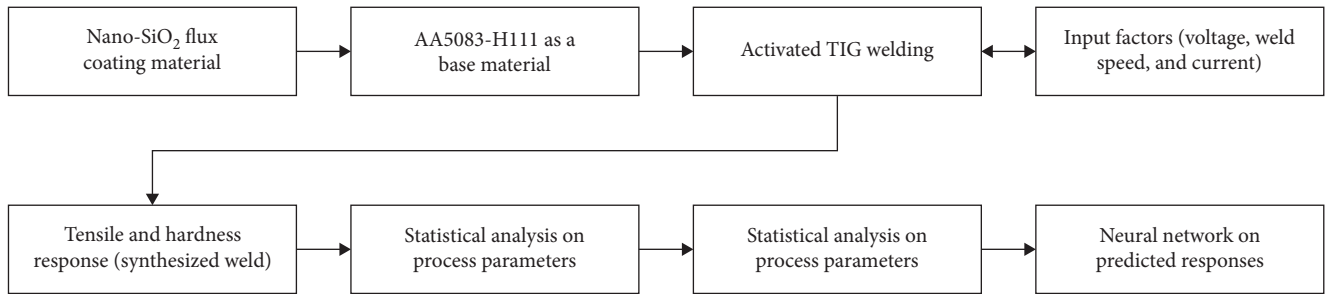 Nano-SiO₂ flux
coating material
AA5083-H111 as a
base material
Activated TIG welding
Input factors (voltage, weld
speed, and current)
Tensile and hardness
response (synthesized weld)
Statistical analysis on
process parameters
Statistical analysis on
process parameters
Neural network on
predicted responses